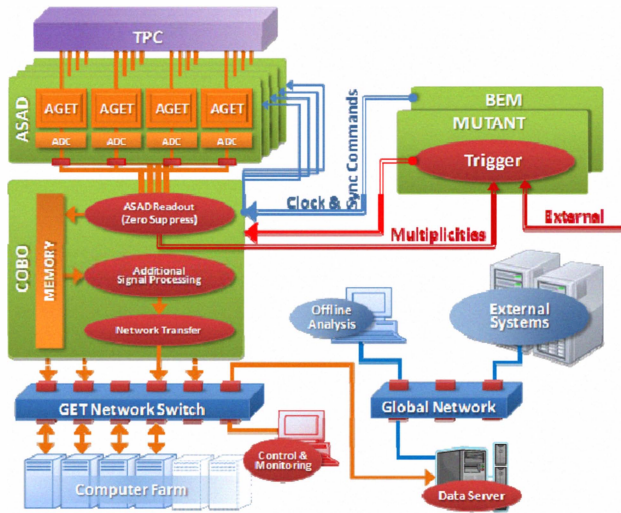 TPC
ASAD
AGET AGET AGET AGET
ADC ADC ADC ADC
BEM
MUTANT
Trigger
Clock & Sync Commands
Multiplicities
External
COBO
MEMORY
ASAD Readout
(Zero Suppress)
Additional
Signal Processing
Network Transfer
Offline
Analysis
External
Systems
GET Network Switch
Global Network
Control &
Monitoring
Computer Farm
Data Server